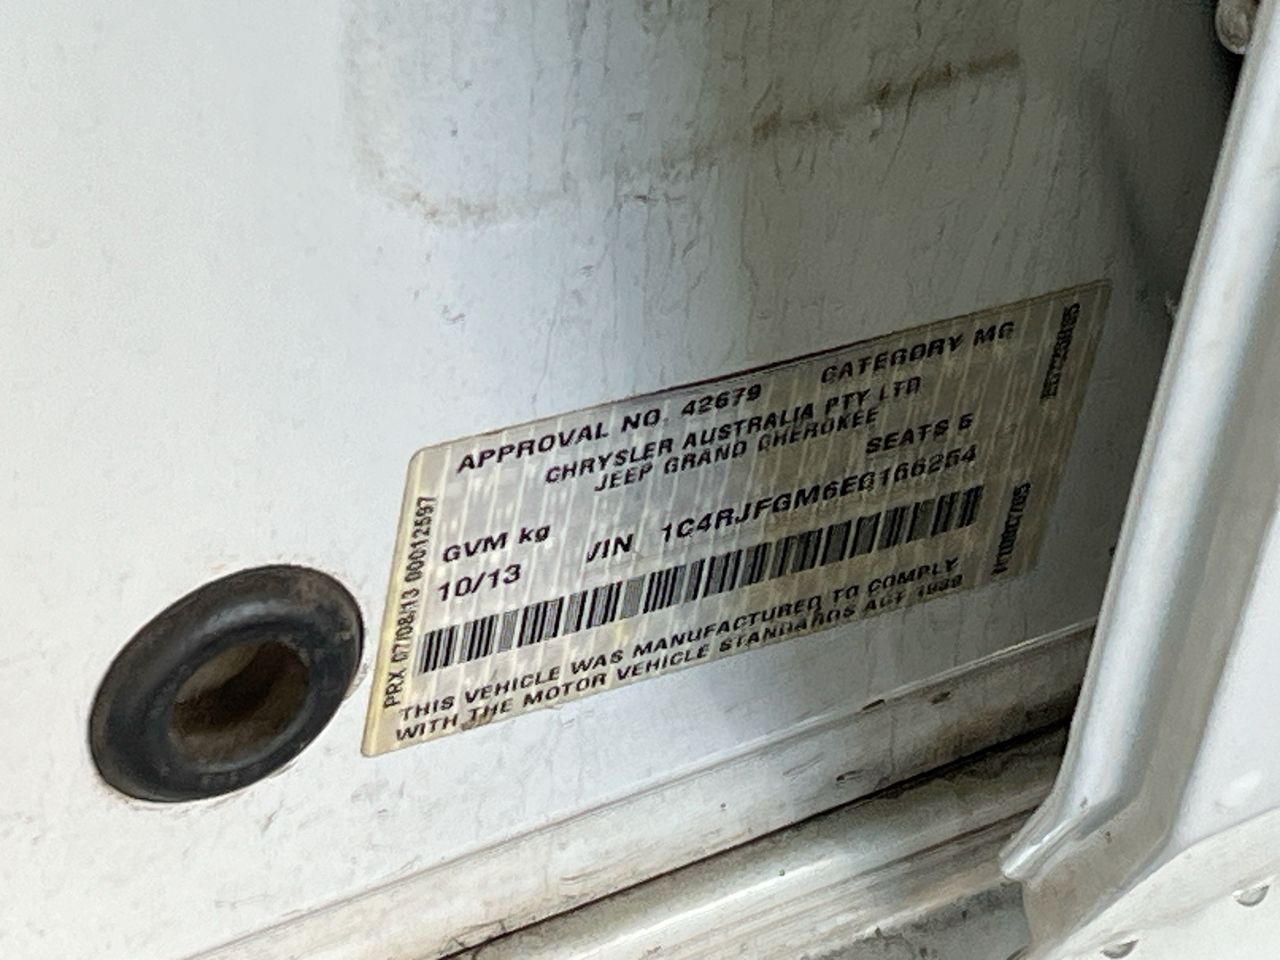 APPROVAL NO. 42679 CATEGORY MC
CHRYSLER AUSTRALIA PTY LTD
JEEP GRAND CHEROKEE
SEATS 5
GVM kg
10/13 VIN 1C4RJFGM6EC166254
THIS VEHICLE WAS MANUFACTURED TO COMPLY
WITH THE MOTOR VEHICLE STANDARDS ACT 1989
PRX 07/08/13 00012597